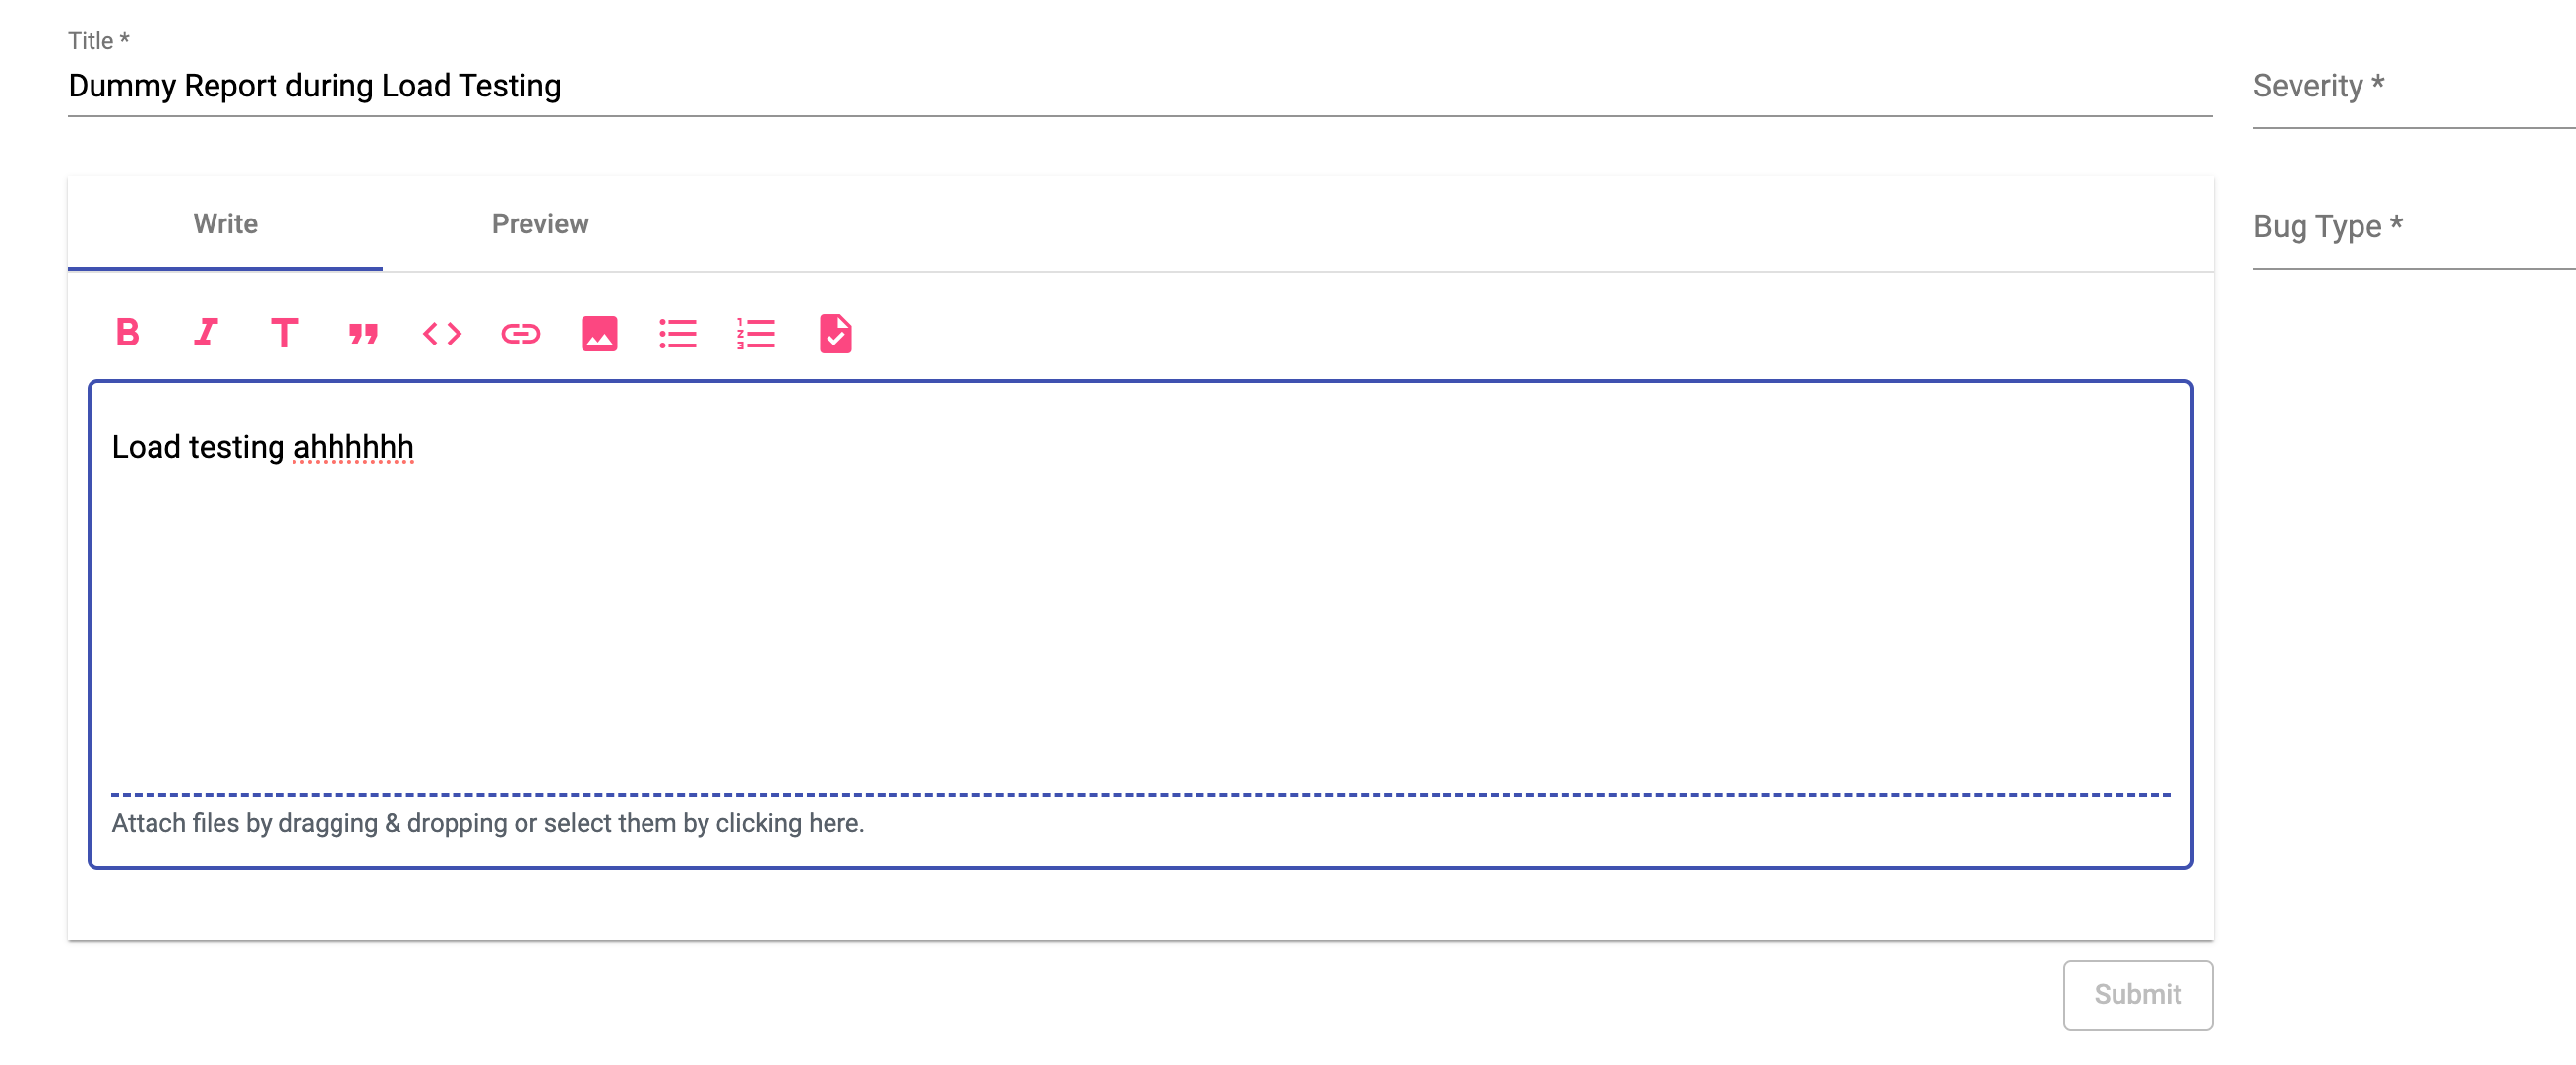 Title *
Dummy Report during Load Testing
Severity *
Write
Preview
Bug Type *
Load testing ahhhhhh
Attach files by dragging & dropping or select them by clicking here.
Submit